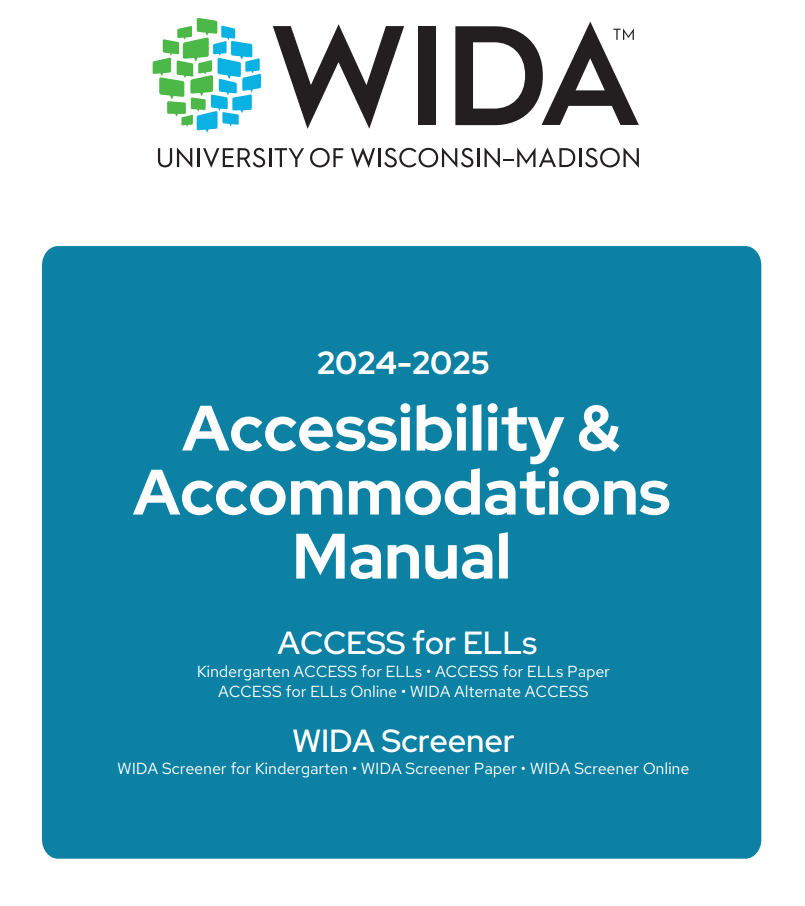 WIDA™
UNIVERSITY OF WISCONSIN–MADISON
2024-2025
Accessibility &
Accommodations
Manual
ACCESS for ELLs
Kindergarten ACCESS for ELLs • ACCESS for ELLs Paper
ACCESS for ELLs Online • WIDA Alternate ACCESS
WIDA Screener
WIDA Screener for Kindergarten • WIDA Screener Paper • WIDA Screener Online